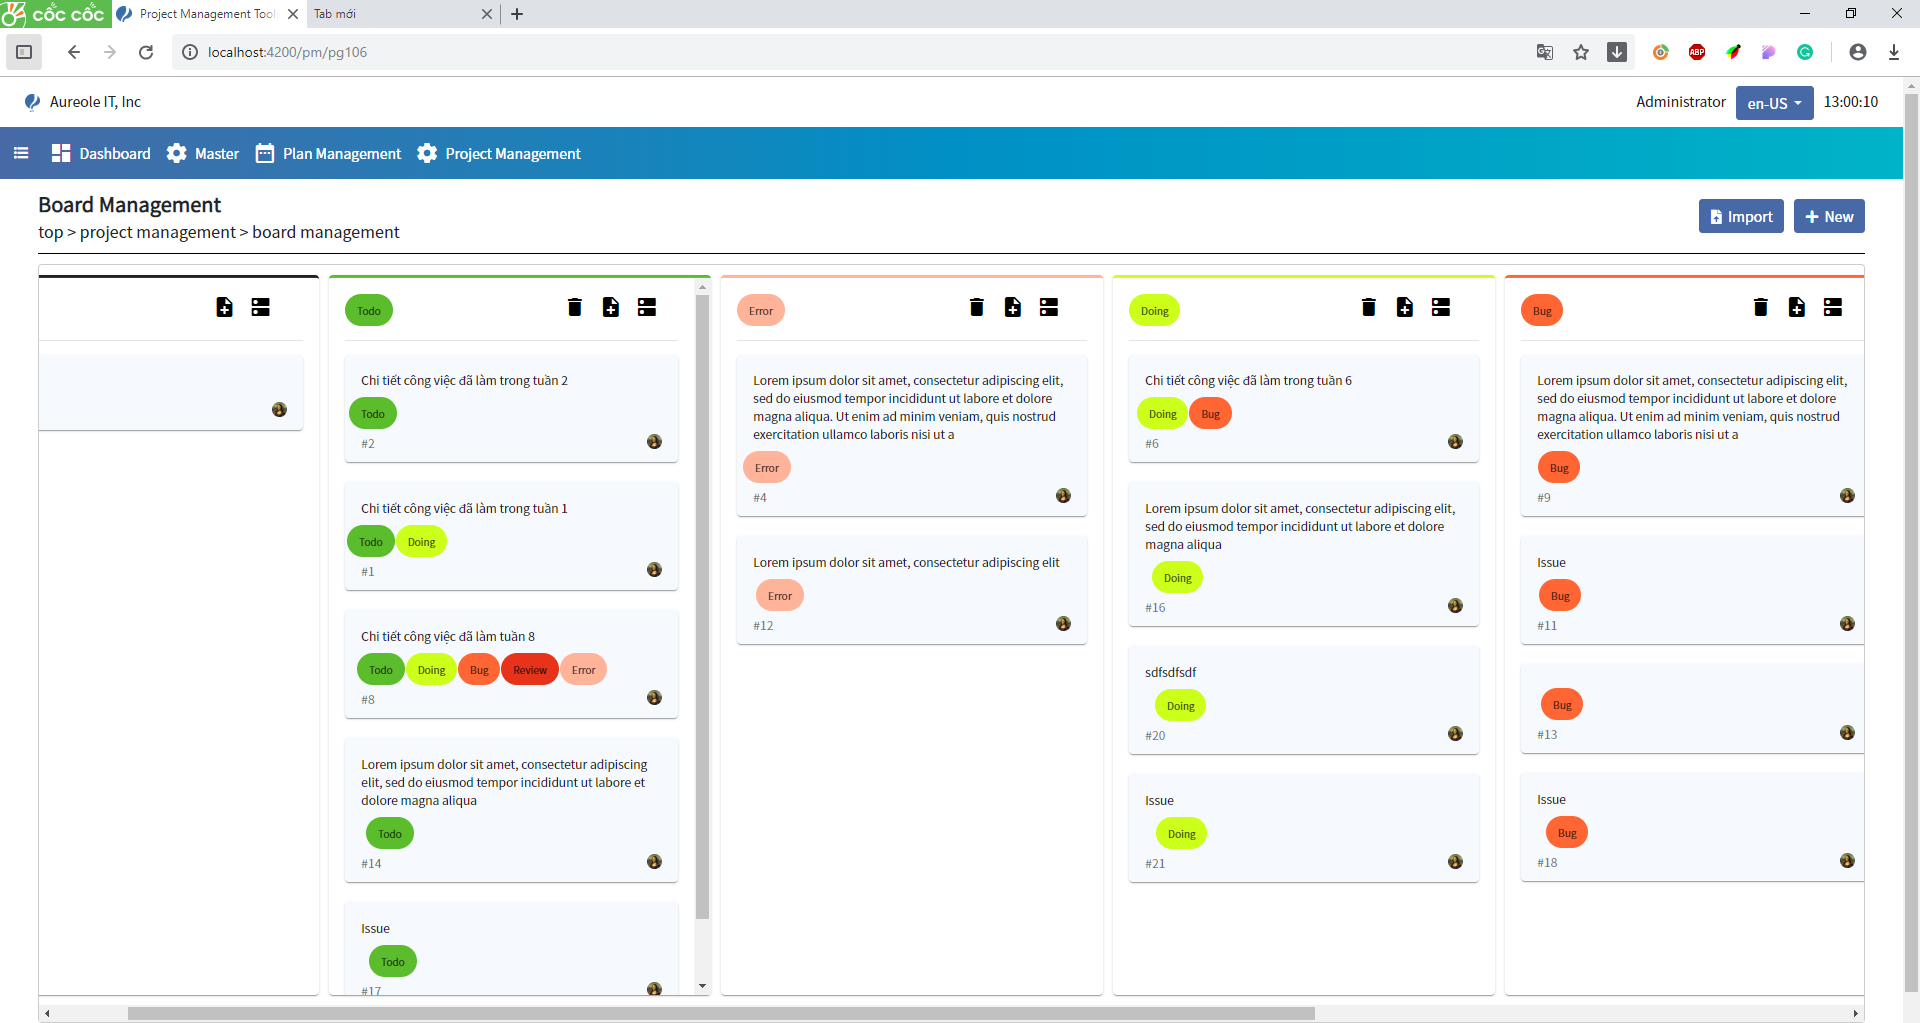 cốc cốc
Project Management Tool
Tab mới
localhost:4200/pm/pg106
ABP
Aureole IT, Inc
Administrator
en-US
13:00:10
Dashboard
Master
Plan Management
Project Management
Board Management
top > project management > board management
Import
New
Todo
Chi tiết công việc đã làm trong tuần 2
Todo
#2
Chi tiết công việc đã làm trong tuần 1
Todo Doing
#1
Chi tiết công việc đã làm tuần 8
Todo Doing Bug Review Error
#8
Lorem ipsum dolor sit amet, consectetur adipiscing
elit, sed do eiusmod tempor incididunt ut labore et
dolore magna aliqua
Todo
#14
Issue
Todo
#17
Error
Lorem ipsum dolor sit amet, consectetur adipiscing elit,
sed do eiusmod tempor incididunt ut labore et dolore
magna aliqua. Ut enim ad minim veniam, quis nostrud
exercitation ullamco laboris nisi ut a
Error
#4
Lorem ipsum dolor sit amet, consectetur adipiscing elit
Error
#12
Doing
Chi tiết công việc đã làm trong tuần 6
Doing Bug
#6
Lorem ipsum dolor sit amet, consectetur adipiscing elit,
sed do eiusmod tempor incididunt ut labore et dolore
magna aliqua
Doing
#16
sdfsdfsdf
Doing
#20
Issue
Doing
#21
Bug
Lorem ipsum dolor sit amet, consectetur adipiscing elit,
sed do eiusmod tempor incididunt ut labore et dolore
magna aliqua. Ut enim ad minim veniam, quis nostrud
exercitation ullamco laboris nisi ut a
Bug
#9
Issue
Bug
#11
Bug
#13
Issue
Bug
#18